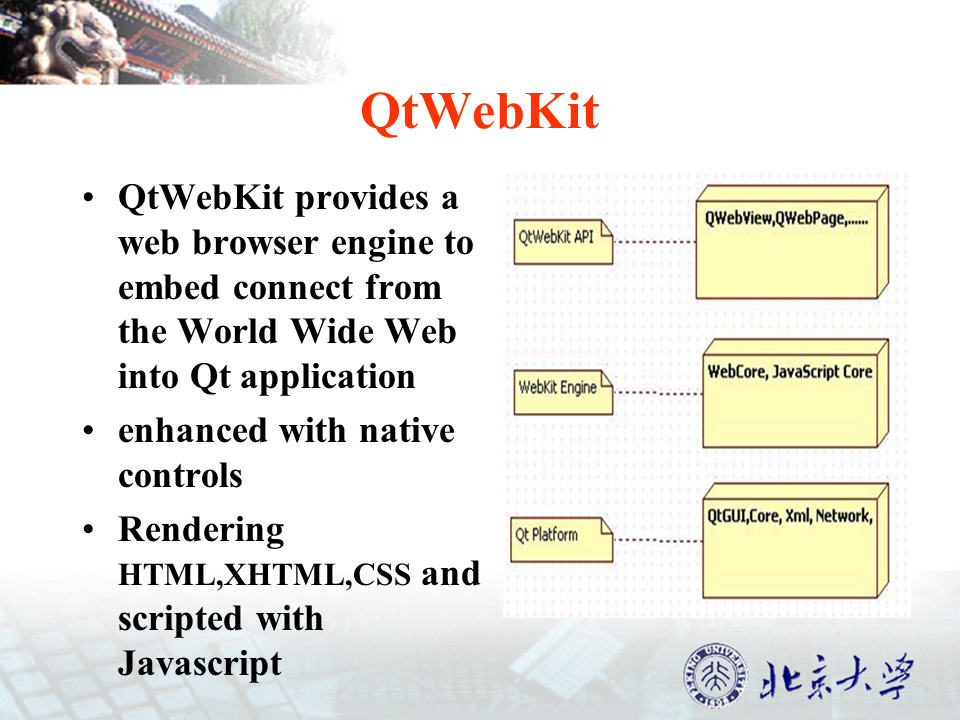 QtWebKit
• QtWebKit provides a
web browser engine to
embed connect from
the World Wide Web
into Qt application
• enhanced with native
controls
• Rendering
HTML,XHTML,CSS and
scripted with
Javascript
QtWebKit API
QWebView,QWebPage,......
WebKit Engine
WebCore, JavaScript Core
Qt Platform
QtGUI,Core, Xml, Network,
PEKING UNIVERSITY
1898
北京大学